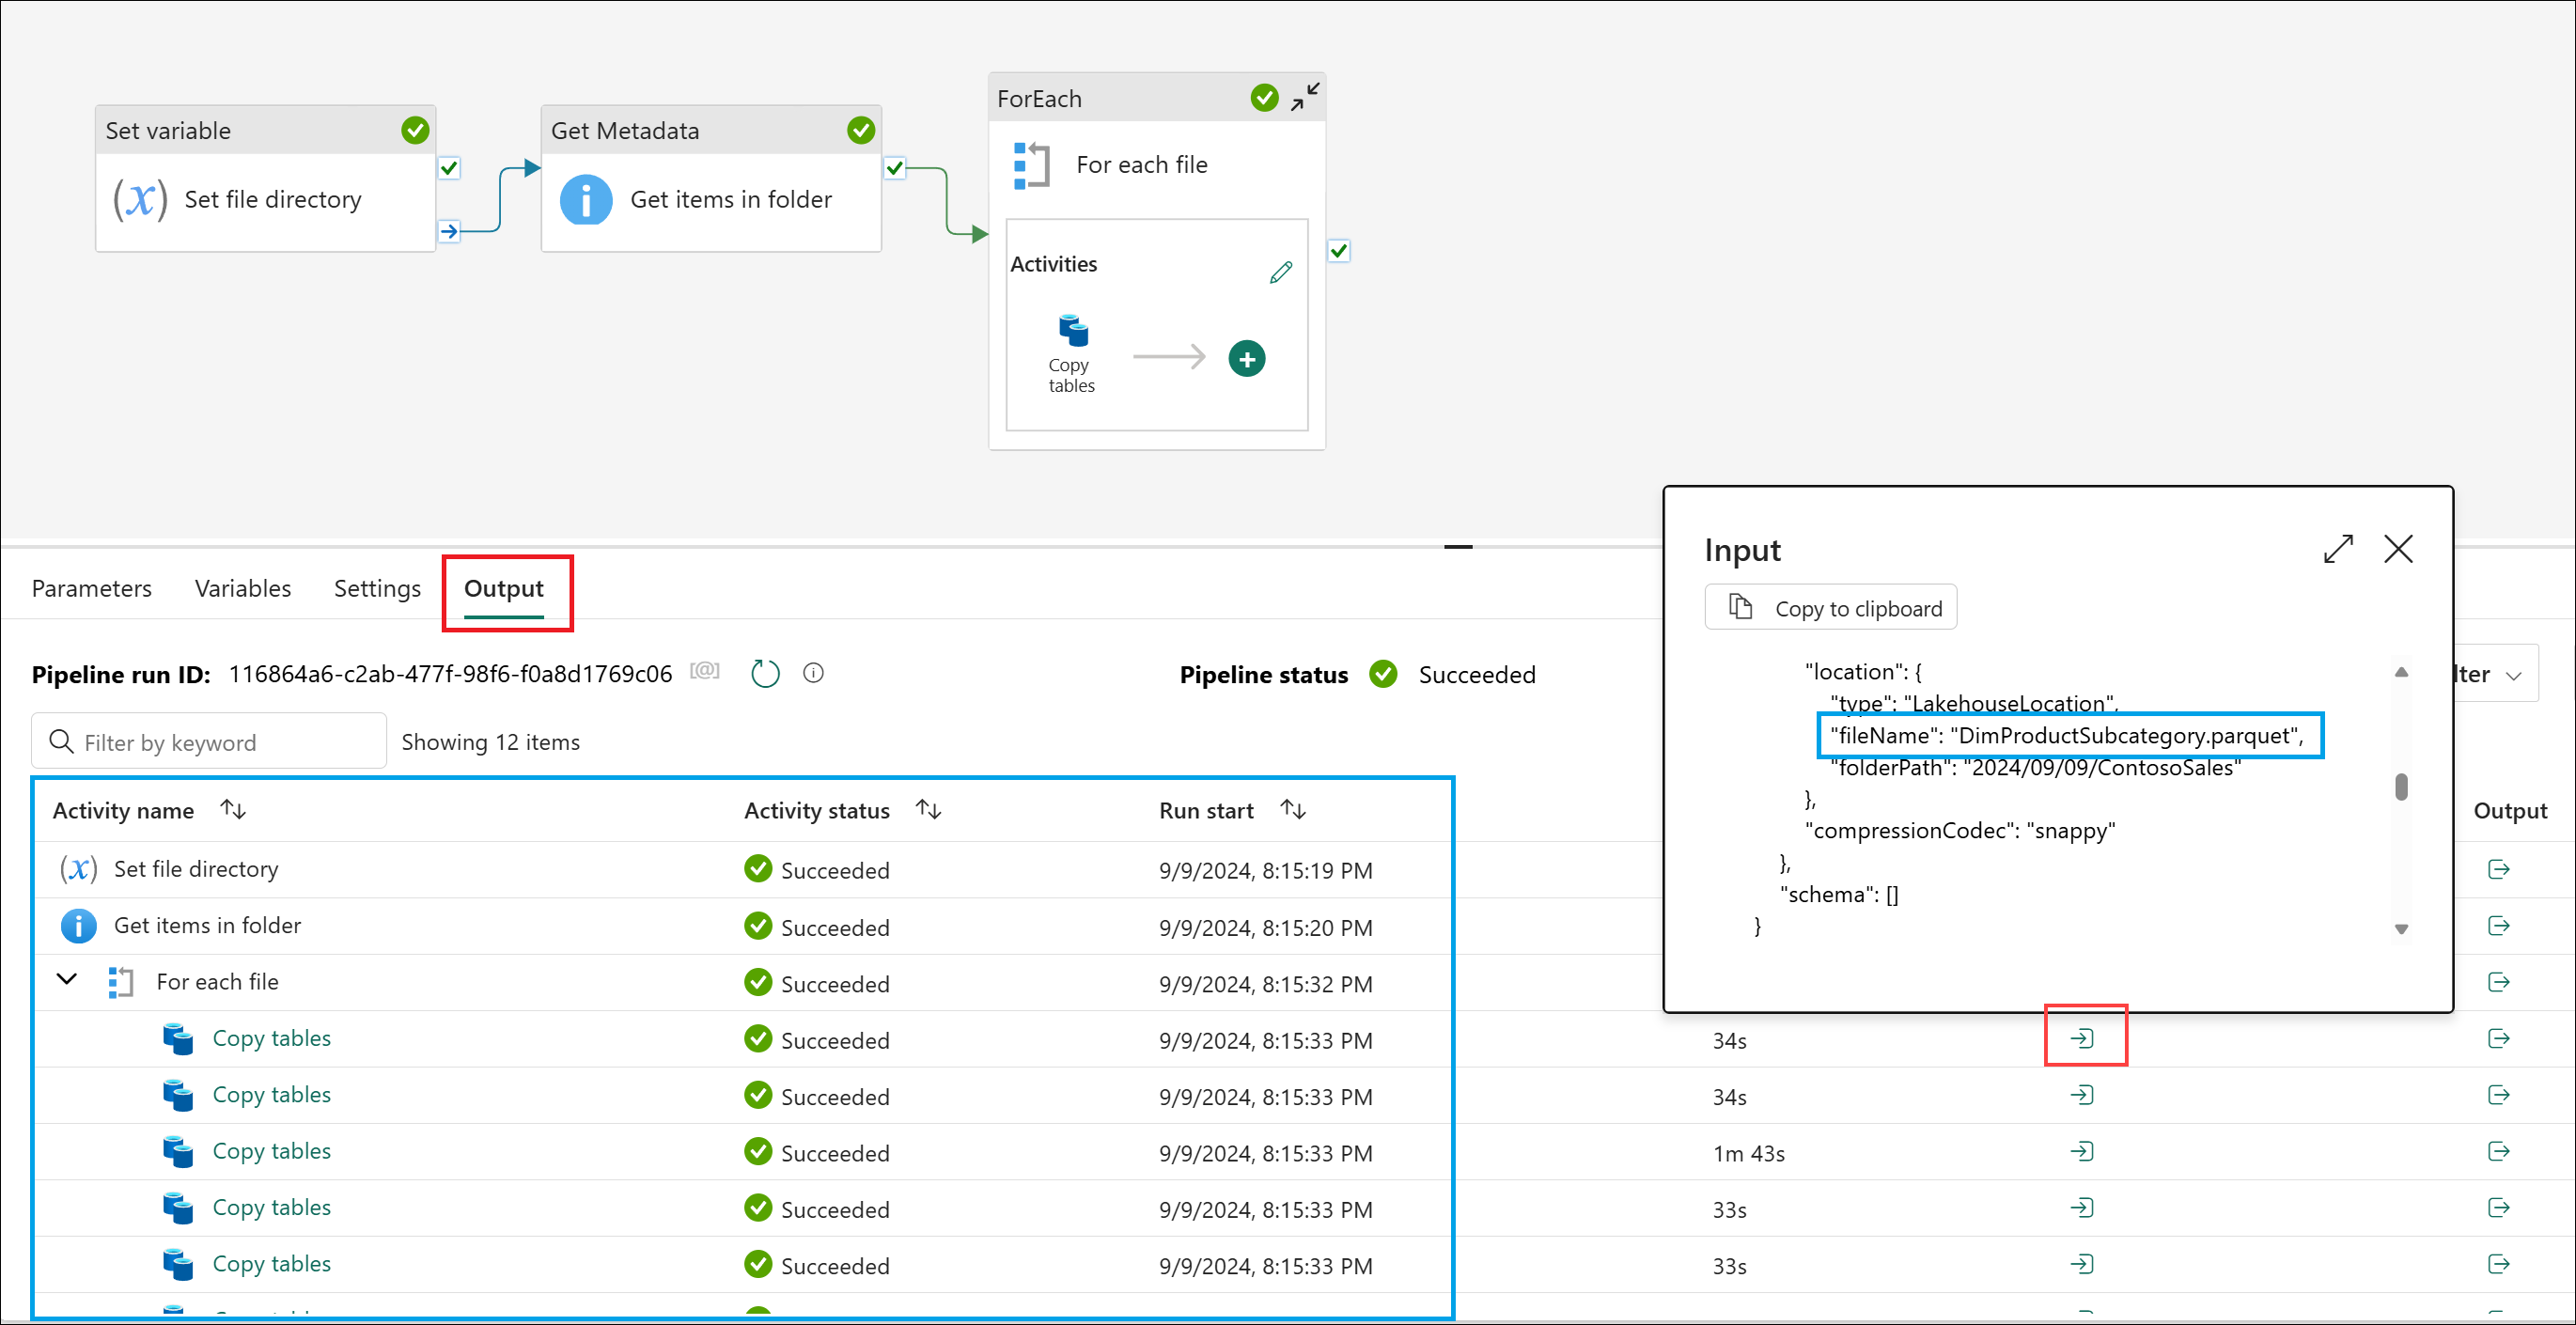 Set variable
(x) Set file directory
Get Metadata
Get items in folder
ForEach
For each file
Activities
Copy
tables
Parameters Variables Settings Output
Pipeline run ID: 116864a6-c2ab-477f-98f6-f0a8d1769c06 [@]
Pipeline status Succeeded
Filter by keyword
Showing 12 items
Input
Copy to clipboard
"location": {
"type": "LakehouseLocation",
"fileName": "DimProductSubcategory.parquet",
"folderPath": "2024/09/09/ContosoSales"
},
"compressionCodec": "snappy"
},
"schema": []
}
lter
Activity name Activity status Run start Output
(x) Set file directory Succeeded 9/9/2024, 8:15:19 PM
Get items in folder Succeeded 9/9/2024, 8:15:20 PM
For each file Succeeded 9/9/2024, 8:15:32 PM
Copy tables Succeeded 9/9/2024, 8:15:33 PM 34s
Copy tables Succeeded 9/9/2024, 8:15:33 PM 34s
Copy tables Succeeded 9/9/2024, 8:15:33 PM 1m 43s
Copy tables Succeeded 9/9/2024, 8:15:33 PM 33s
Copy tables Succeeded 9/9/2024, 8:15:33 PM 33s